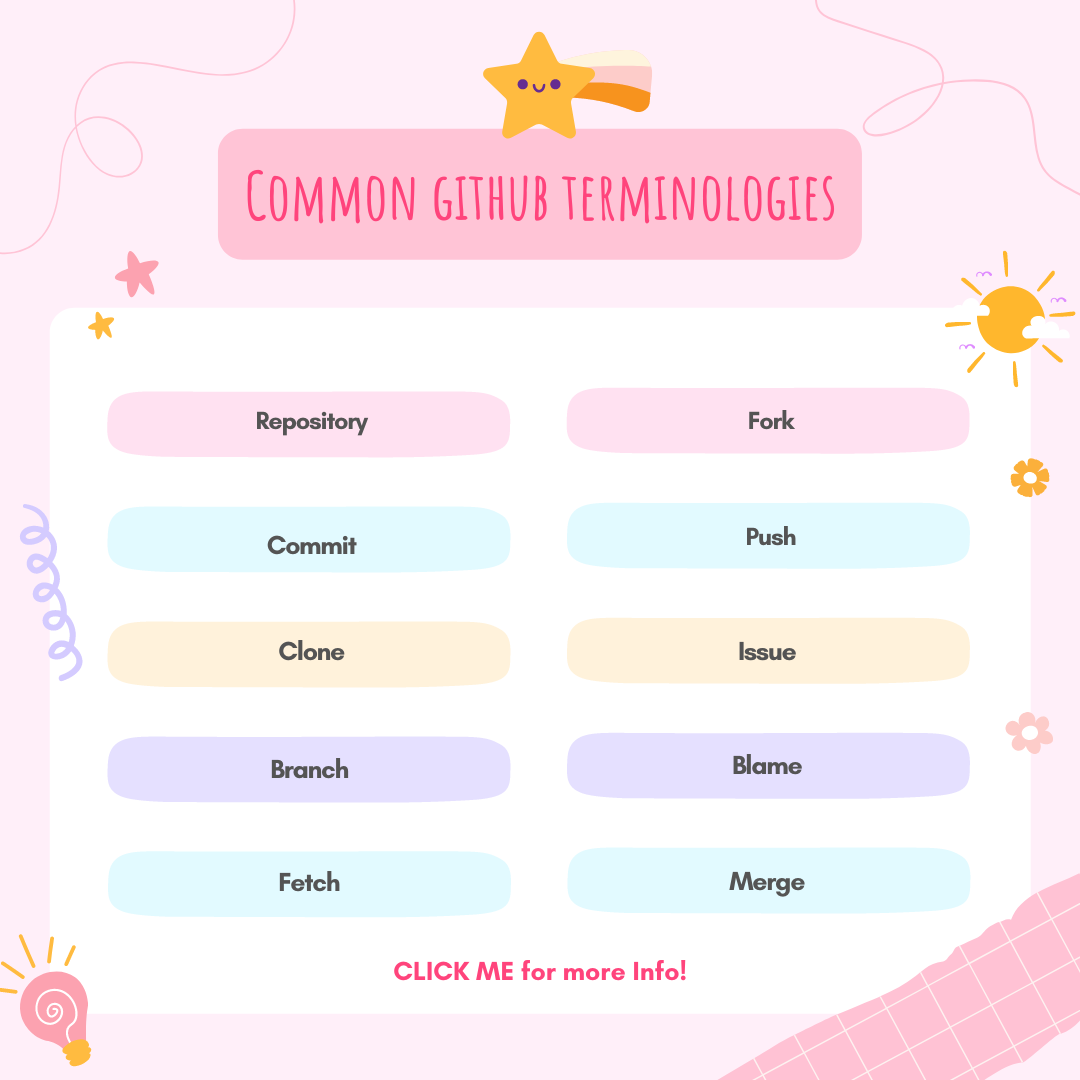 Common github terminologies
Repository
Fork
Commit
Push
Clone
Issue
Branch
Blame
Fetch
Merge
CLICK ME for more Info!